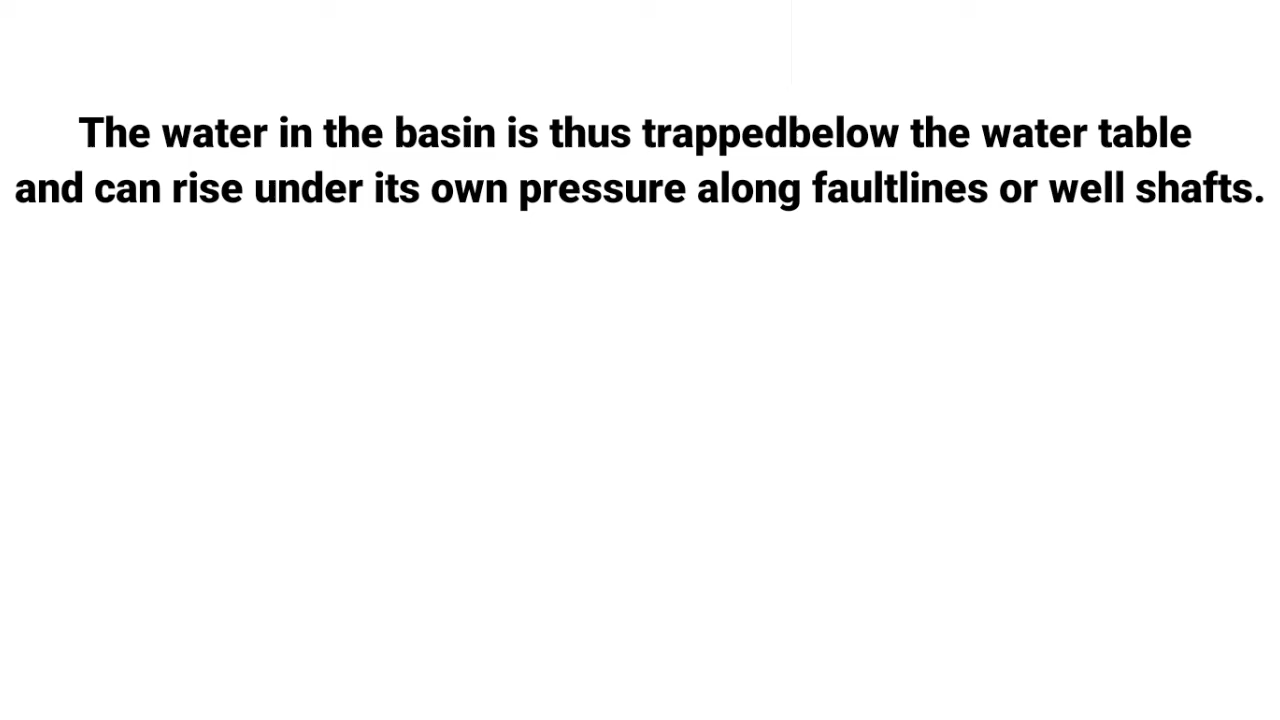 The water in the basin is thus trappedbelow the water table
and can rise under its own pressure along faultlines or well shafts.